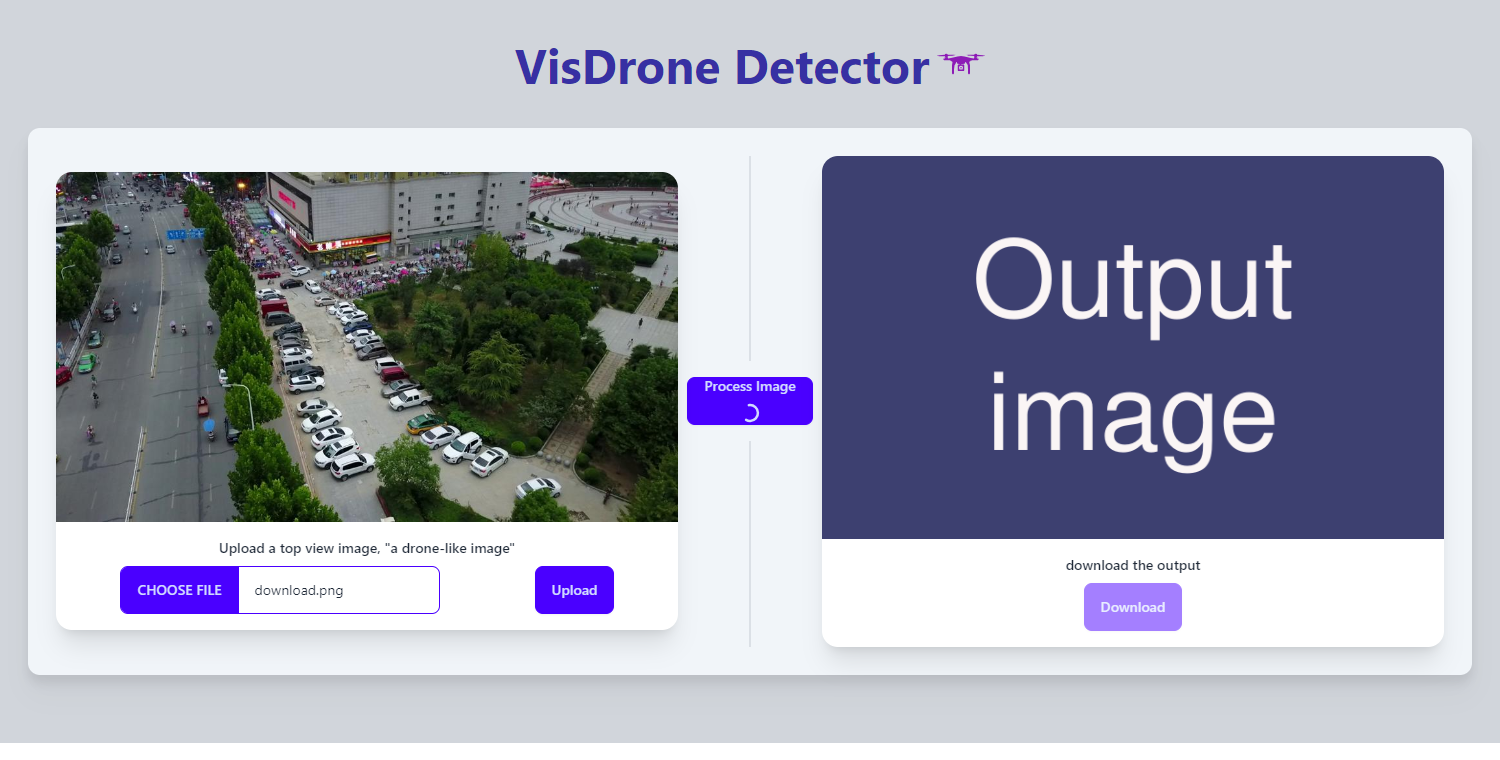 VisDrone Detector
Upload a top view image, "a drone-like image"
CHOOSE FILE
download.png
Upload
Process Image
Output
image
download the output
Download